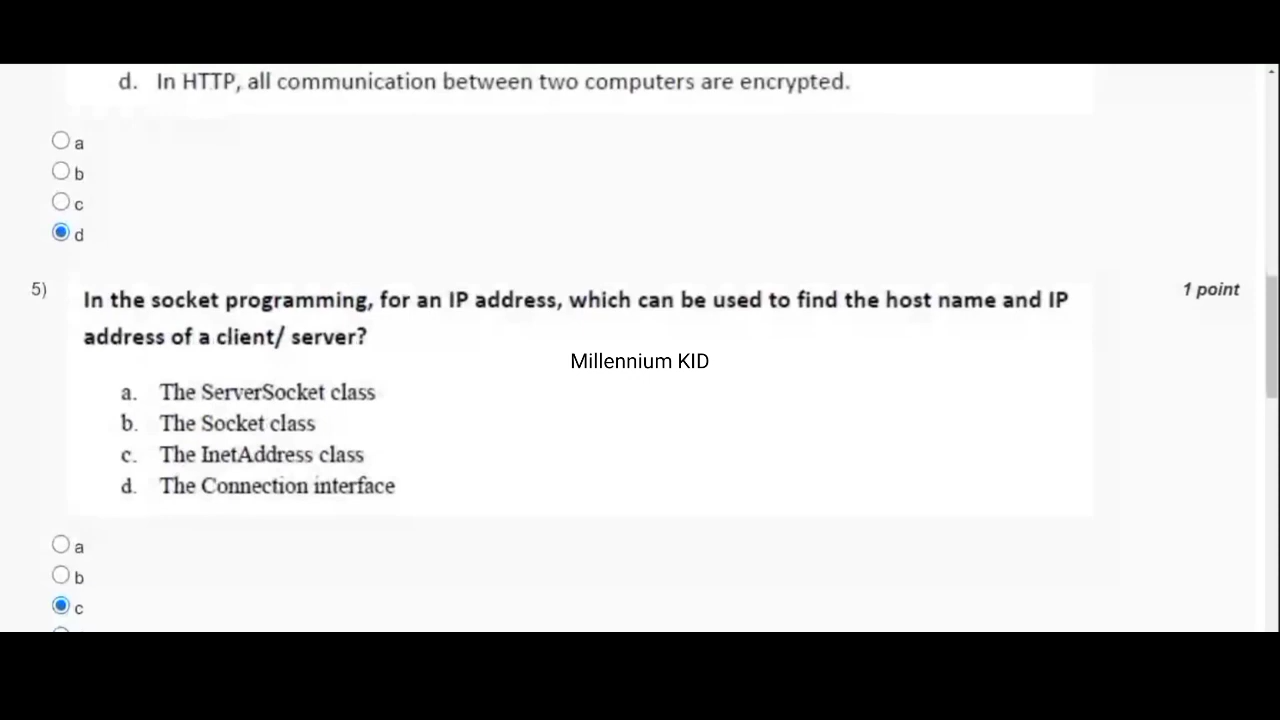 d. In HTTP, all communication between two computers are encrypted.
a
b
c
d
5)
In the socket programming, for an IP address, which can be used to find the host name and IP
1 point
address of a client/ server?
Millennium KID
a. The ServerSocket class
b. The Socket class
c. The InetAddress class
d. The Connection interface
a
b
c